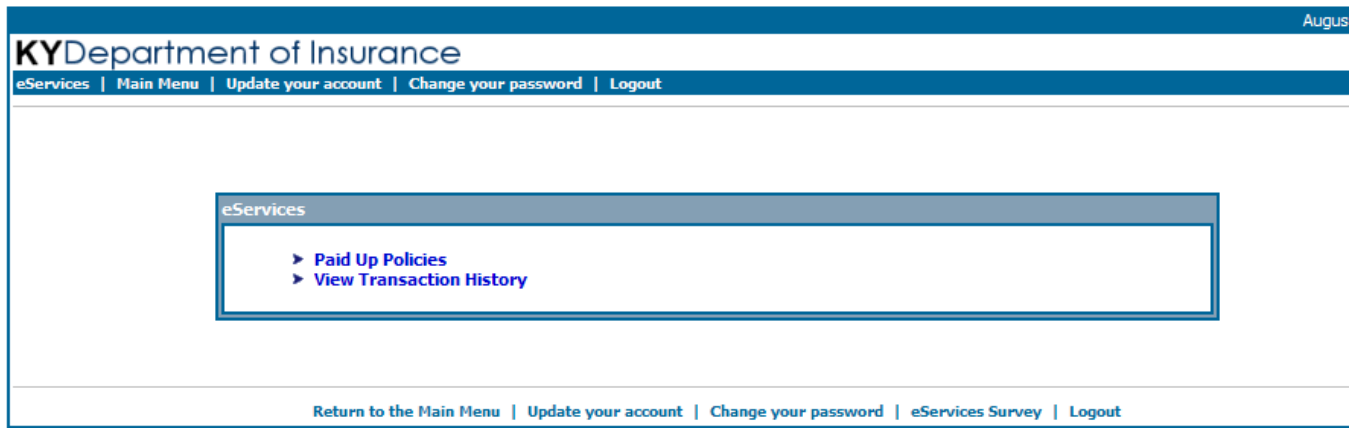 Augus
KYDepartment of Insurance
eServices | Main Menu | Update your account | Change your password | Logout
eServices
Paid Up Policies
View Transaction History
Return to the Main Menu | Update your account | Change your password | eServices Survey | Logout